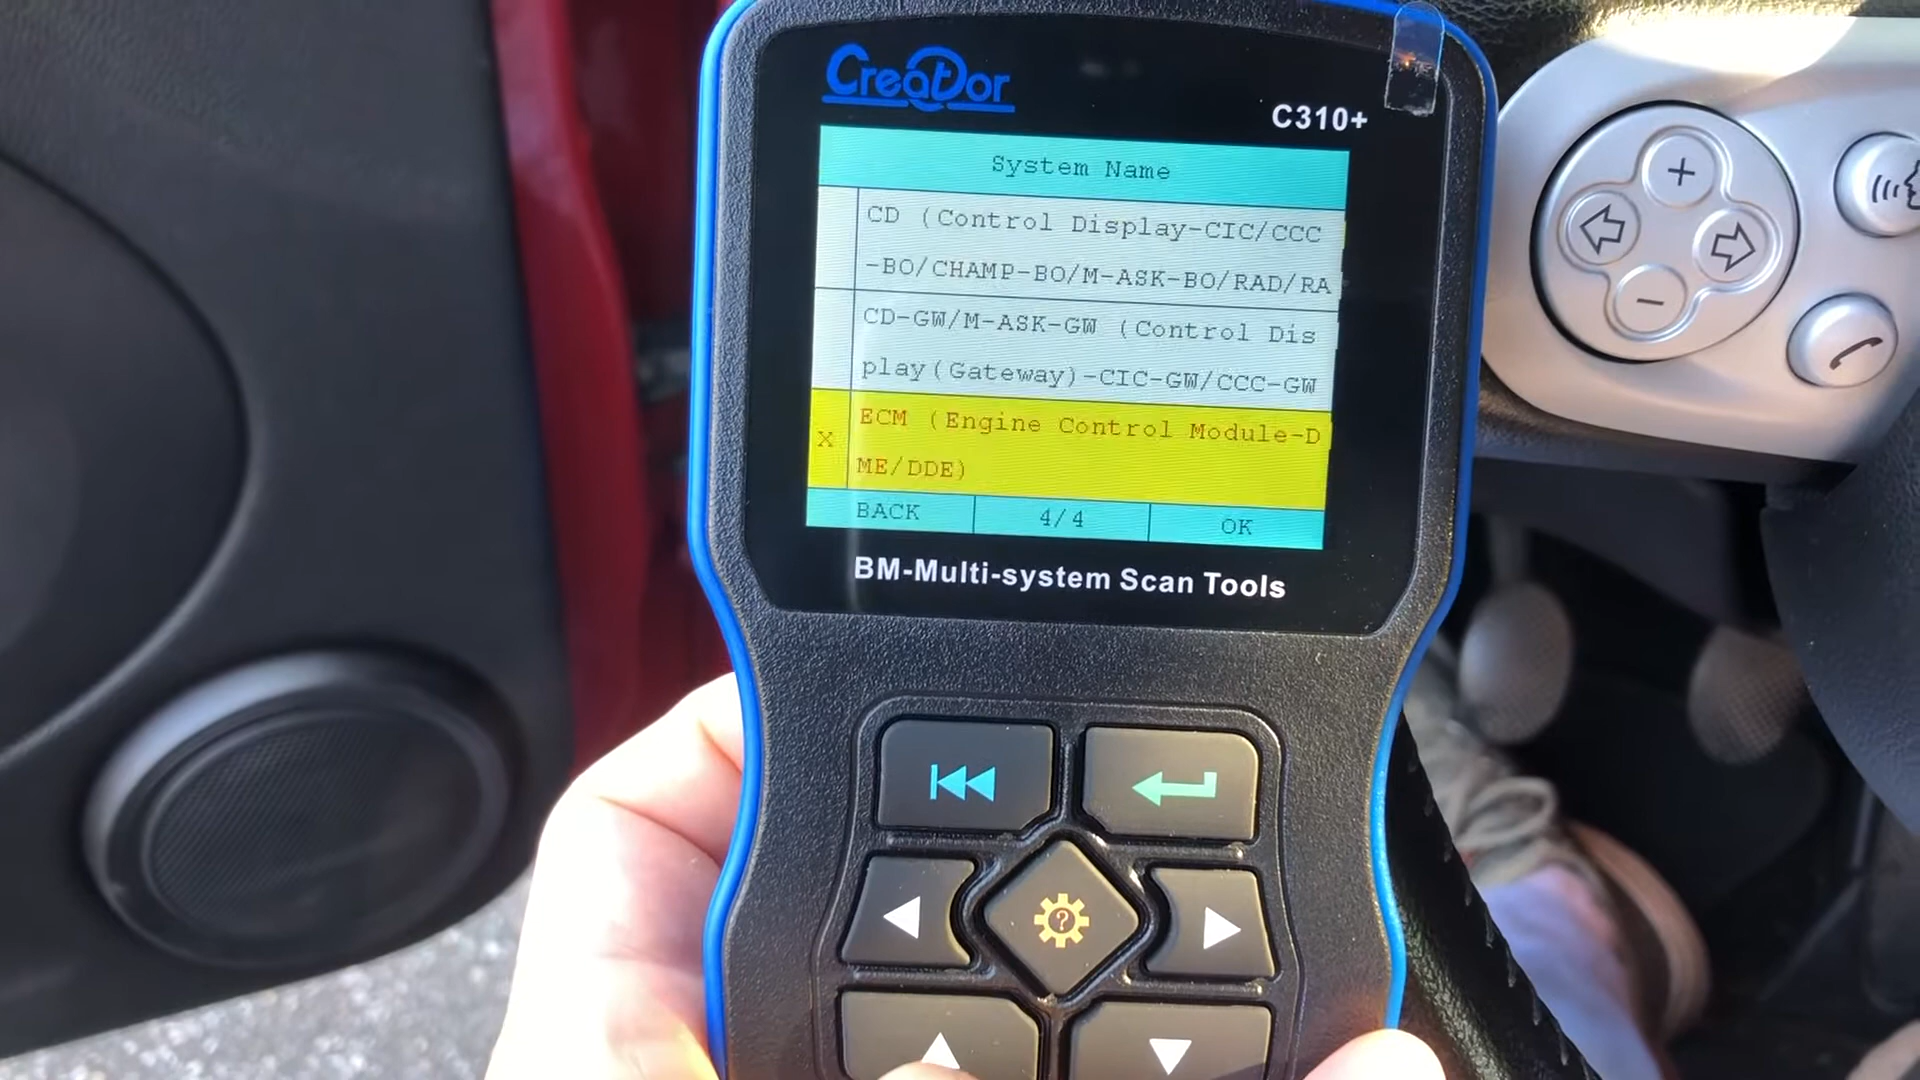 Creator
C310+
System Name
CD (Control Display-CIC/CCC
-BO/CHAMP-BO/M-ASK-BO/RAD/RA
CD-GW/M-ASK-GW (Control Dis
play(Gateway)-CIC-GW/CCC-GW
X ECM (Engine Control Module-D
ME/DDE)
BACK 4/4 OK
BM-Multi-system Scan Tools
+
−
?